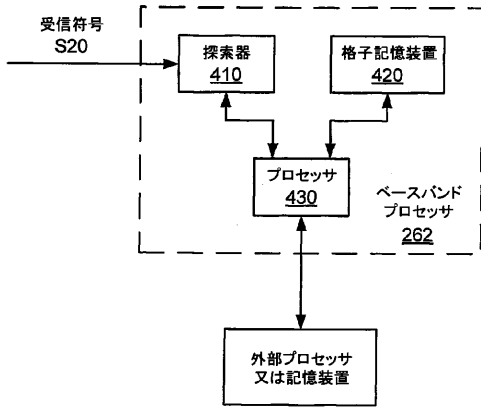 受信符号
S20
探索器
410
格子記憶装置
420
プロセッサ
430
ベースバンド
プロセッサ
262
外部プロセッサ
又は記憶装置